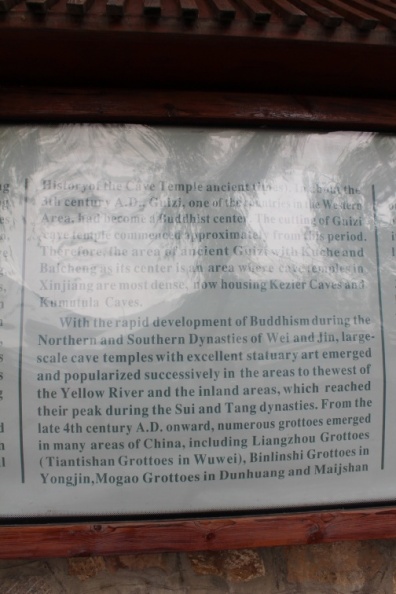 History of the Cave Temple ancient
4th century A.D., Guizi, one of the countries in the Western
Area, had become a Buddhist center. The cutting of Guizi
cave temple commenced approximately from this period.
Therefore, the area of ancient Guizi with Kuche and
Baicheng as its center is an area where cave temples in
Xinjiang are most dense, now housing Kezier Caves and
Kumutula Caves.
With the rapid development of Buddhism during the
Northern and Southern Dynasties of Wei and Jin, large-
scale cave temples with excellent statuary art emerged
and popularized successively in the areas to thewest of
the Yellow River and the inland areas, which reached
their peak during the Sui and Tang dynasties. From the
late 4th century A.D. onward, numerous grottoes emerged
in many areas of China, including Liangzhou Grottoes
(Tiantishan Grottoes in Wuwei), Binlinshi Grottoes in
Yongjin,Mogao Grottoes in Dunhuang and Maijshan